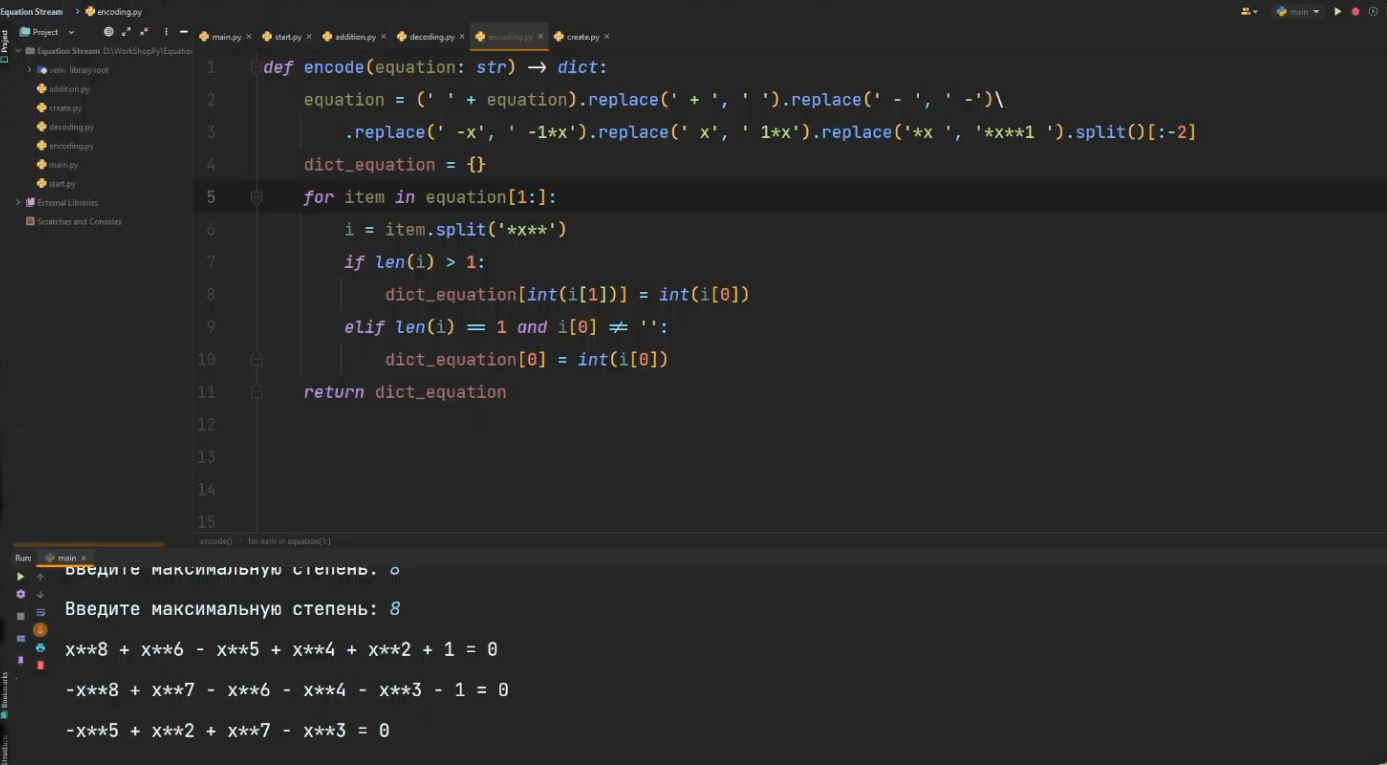 Equation Stream > encoding.py main
Project
main.py × start.py × addition.py × decoding.py × encoding.py × create.py ×
Equation Stream D:\WorkShopPy\Equation
venv library root
addition.py
create.py
decoding.py
encoding.py
main.py
start.py
External Libraries
Scratches and Consoles
Project
1 def encode(equation: str) → dict:
2 equation = (' ' + equation).replace(' + ', ' ').replace(' - ', ' -')\
3 .replace(' -x', ' -1*x').replace(' x', ' 1*x').replace('*x ', '*x**1 ').split()[:-2]
4 dict_equation = {}
5 for item in equation[1:]:
6 i = item.split('*x**')
7 if len(i) > 1:
8 dict_equation[int(i[1])] = int(i[0])
9 elif len(i) == 1 and i[0] ≠ '':
10 dict_equation[0] = int(i[0])
11 return dict_equation
12
13
14
15
encode() > for item in equation[1:]
Run: main ×
Введите максимальную степень: 8
Введите максимальную степень: 8
x**8 + x**6 - x**5 + x**4 + x**2 + 1 = 0
-x**8 + x**7 - x**6 - x**4 - x**3 - 1 = 0
-x**5 + x**2 + x**7 - x**3 = 0
Bookmarks
Structure